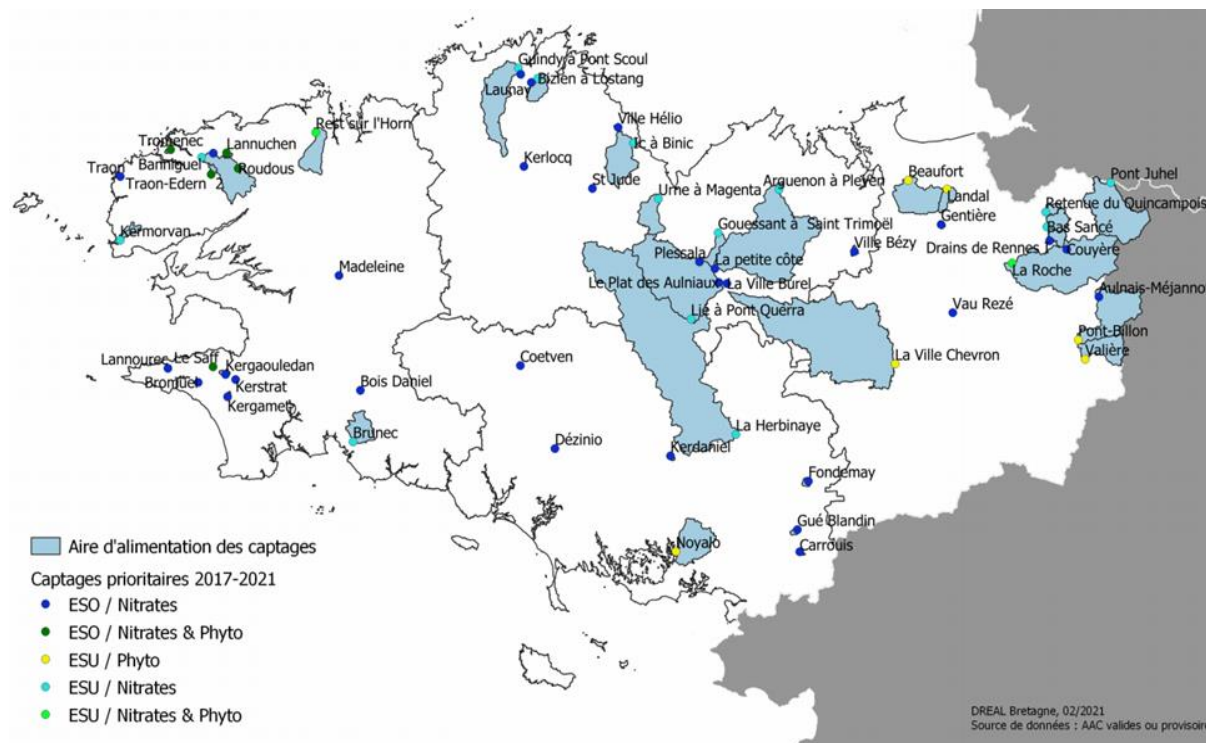 Guindy à Pont Scoul
Launay
Bizien à Lostang
Rest sur l'Horn
Ville Hélio
Tromenec
Lannuchen
Ic à Binic
Banniguel
Traon
Roudous
Kerlocq
Traon-Edern
Beaufort
Pont Juhel
St Jude
Urne à Magenta
Arguenon à Pleven
Landal
Retenue du Quincampoix
Gentière
Gouessant à Saint Trimoël
Kermorvan
Bas Sancé
Ville Bézy
Drains de Rennes
Couyère
Plessala
La petite côte
Madeleine
La Roche
Le Plat des Aulniaux
La Ville Burel
Aulnais-Méjannot
Lié à Pont Querra
Vau Rezé
Pont-Billon
Valière
La Ville Chevron
Lannourec
Le Saff
Kergaouledan
Coetven
Bromuel
Kerstrat
Bois Daniel
Kergamet
Brunec
La Herbinaye
Dézinio
Kerdaniel
Fondemay
Gué Blandin
Noyalo
Carrouis
Aire d'alimentation des captages
Captages prioritaires 2017-2021
ESO / Nitrates
ESO / Nitrates & Phyto
ESU / Phyto
ESU / Nitrates
ESU / Nitrates & Phyto
DREAL Bretagne, 02/2021
Source de données : AAC valides ou provisoire